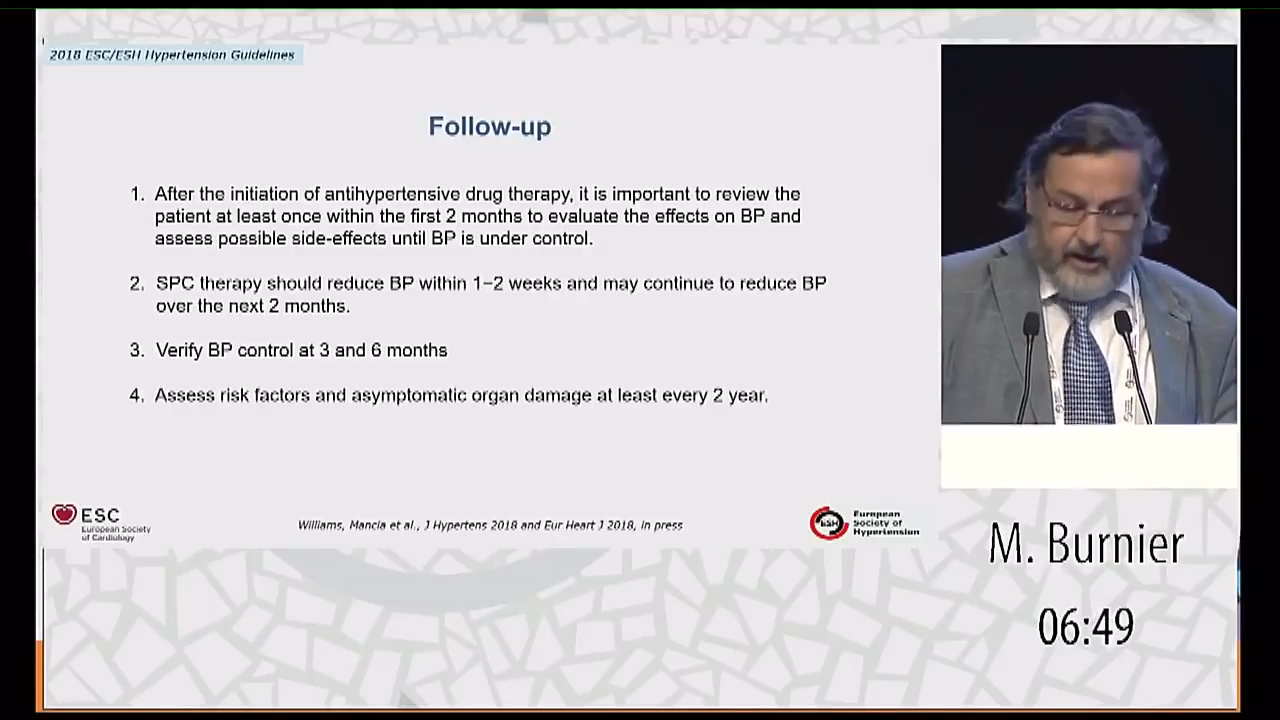 2018 ESC/ESH Hypertension Guidelines
Follow-up
1. After the initiation of antihypertensive drug therapy, it is important to review the
patient at least once within the first 2 months to evaluate the effects on BP and
assess possible side-effects until BP is under control.
2. SPC therapy should reduce BP within 1–2 weeks and may continue to reduce BP
over the next 2 months.
3. Verify BP control at 3 and 6 months
4. Assess risk factors and asymptomatic organ damage at least every 2 year.
ESC
European Society
of Cardiology
Williams, Mancia et al., J Hypertens 2018 and Eur Heart J 2018, in press
ESH
European
Society of
Hypertension
M. Burnier
06:49